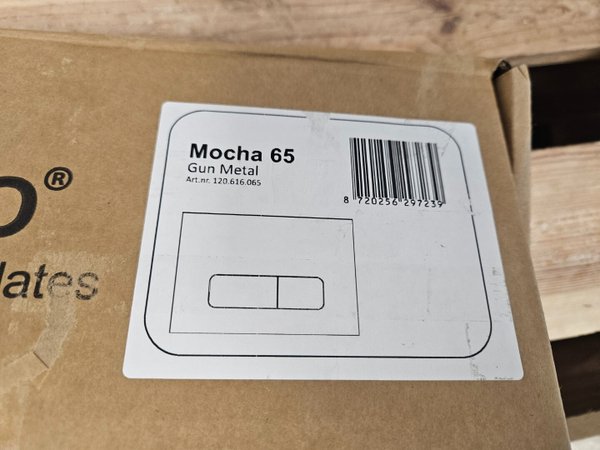 Mocha 65
Gun Metal
Art.nr. 120.616.065
8 720256 297239
®
lates